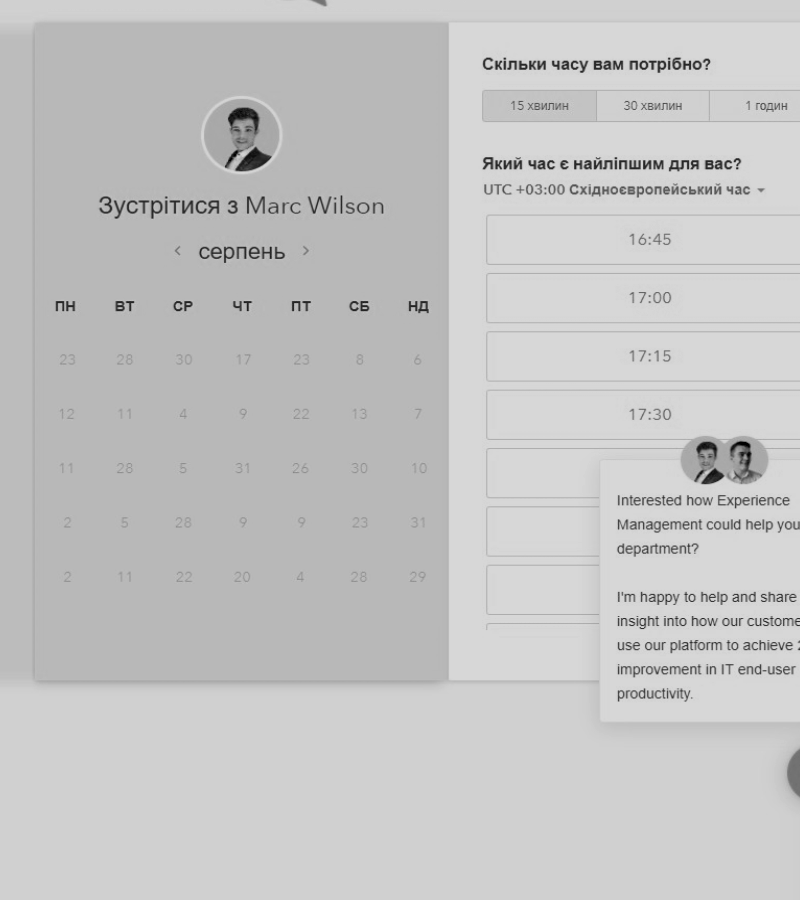 Зустрітися з Marc Wilson
серпень
ПН ВТ СР ЧТ ПТ СБ НД
23 28 30 17 23 8 6
12 11 4 9 22 13 7
11 28 5 31 26 30 10
2 5 28 9 9 23 31
2 11 22 20 4 28 29
Скільки часу вам потрібно?
15 хвилин 30 хвилин 1 годин
Який час є найліпшим для вас?
UTC +03:00 Східноєвропейський час
16:45
17:00
17:15
17:30
Interested how Experience
Management could help you
department?
I'm happy to help and share
insight into how our custome
use our platform to achieve 2
improvement in IT end-user
productivity.